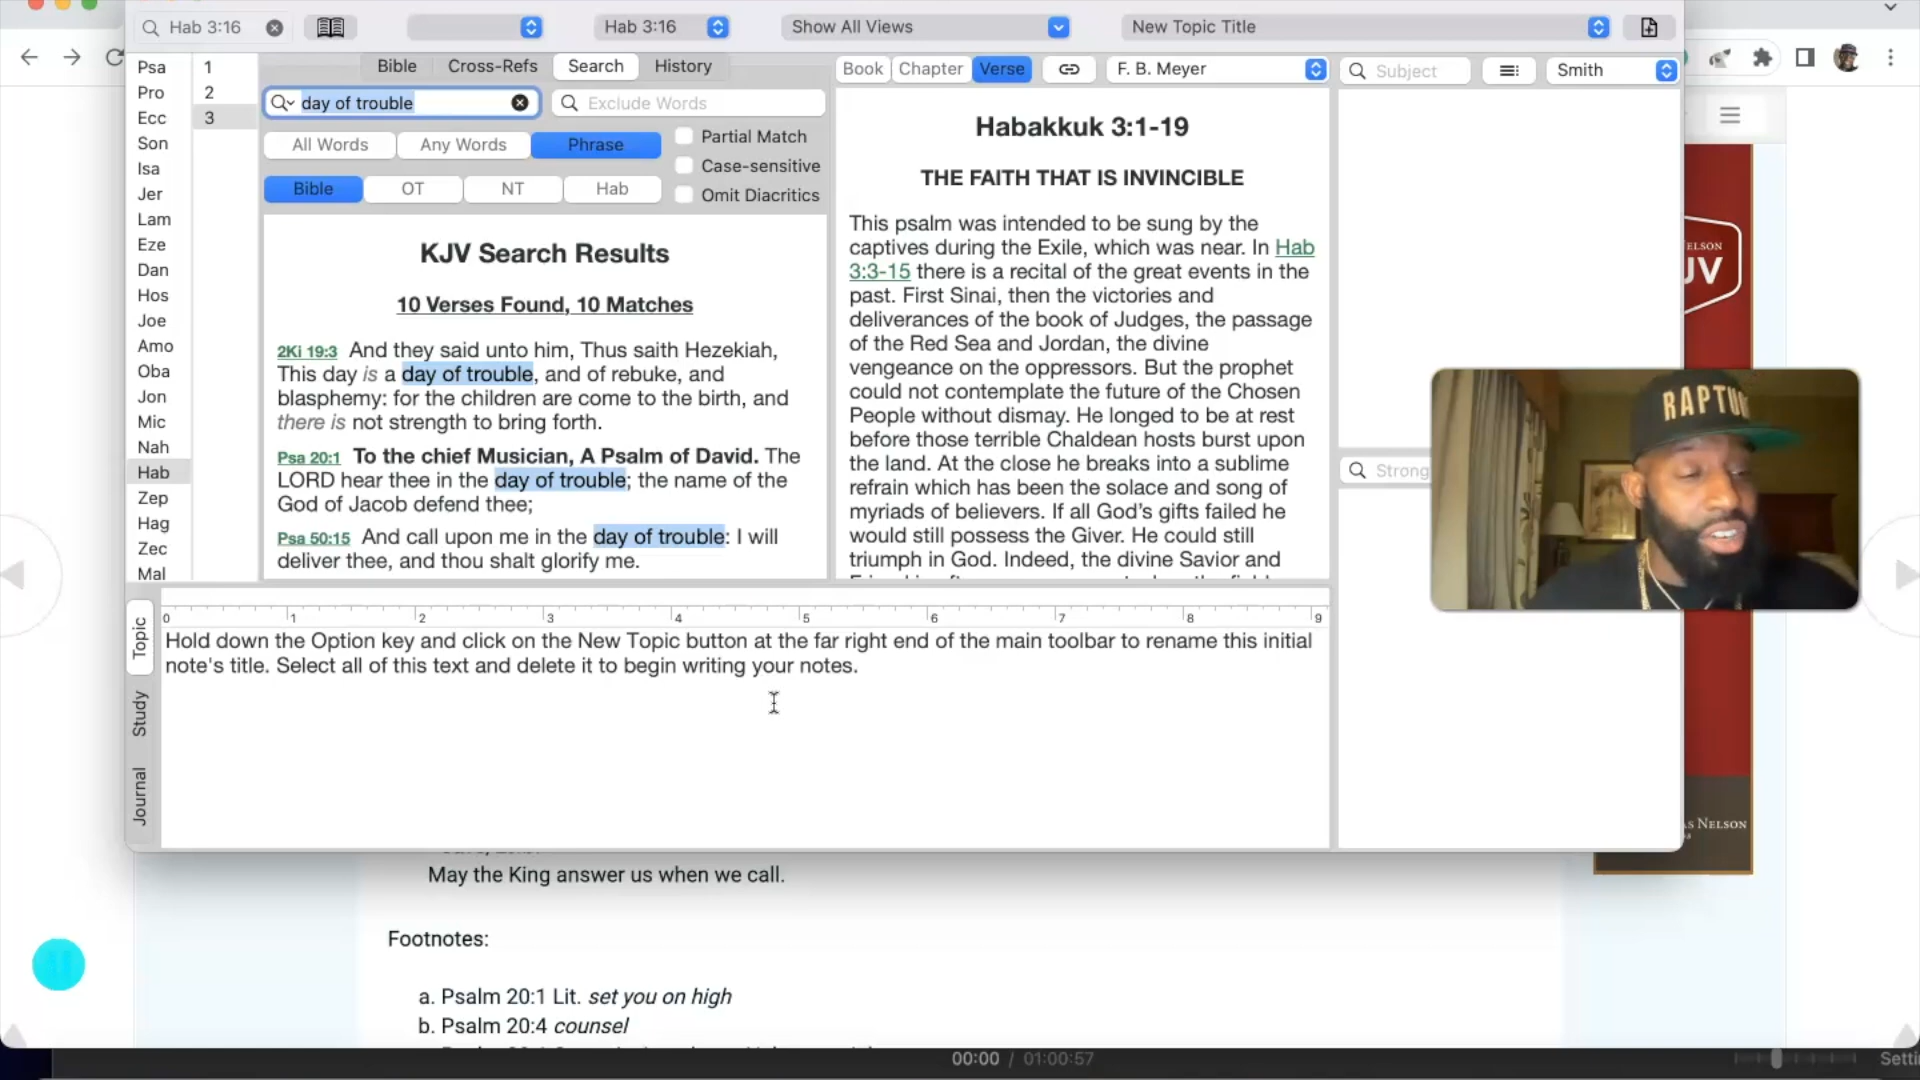 Hab 3:16
Hab 3:16
Show All Views
New Topic Title
Psa
Pro
Ecc
Son
Isa
Jer
Lam
Eze
Dan
Hos
Joe
Amo
Oba
Jon
Mic
Nah
Hab
Zep
Hag
Zec
Mal
1
2
3
Bible Cross-Refs Search History
day of trouble
Exclude Words
All Words Any Words Phrase
Bible OT NT Hab
Partial Match
Case-sensitive
Omit Diacritics
KJV Search Results
10 Verses Found, 10 Matches
2Ki 19:3 And they said unto him, Thus saith Hezekiah,
This day is a day of trouble, and of rebuke, and
blasphemy: for the children are come to the birth, and
there is not strength to bring forth.
Psa 20:1 To the chief Musician, A Psalm of David. The
LORD hear thee in the day of trouble; the name of the
God of Jacob defend thee;
Psa 50:15 And call upon me in the day of trouble: I will
deliver thee, and thou shalt glorify me.
Book Chapter Verse
F. B. Meyer
Habakkuk 3:1-19
THE FAITH THAT IS INVINCIBLE
This psalm was intended to be sung by the
captives during the Exile, which was near. In Hab
3:3-15 there is a recital of the great events in the
past. First Sinai, then the victories and
deliverances of the book of Judges, the passage
of the Red Sea and Jordan, the divine
vengeance on the oppressors. But the prophet
could not contemplate the future of the Chosen
People without dismay. He longed to be at rest
before those terrible Chaldean hosts burst upon
the land. At the close he breaks into a sublime
refrain which has been the solace and song of
myriads of believers. If all God's gifts failed he
would still possess the Giver. He could still
triumph in God. Indeed, the divine Savior and
Subject
Smith
Strong
RAPTU
ELSON
JV
AS NELSON
0 1 2 3 4 5 6 7 8 9
Topic
Study
Journal
Hold down the Option key and click on the New Topic button at the far right end of the main toolbar to rename this initial
note's title. Select all of this text and delete it to begin writing your notes.
May the King answer us when we call.
Footnotes:
a. Psalm 20:1 Lit. set you on high
b. Psalm 20:4 counsel
00:00 / 01:00:57
Setti